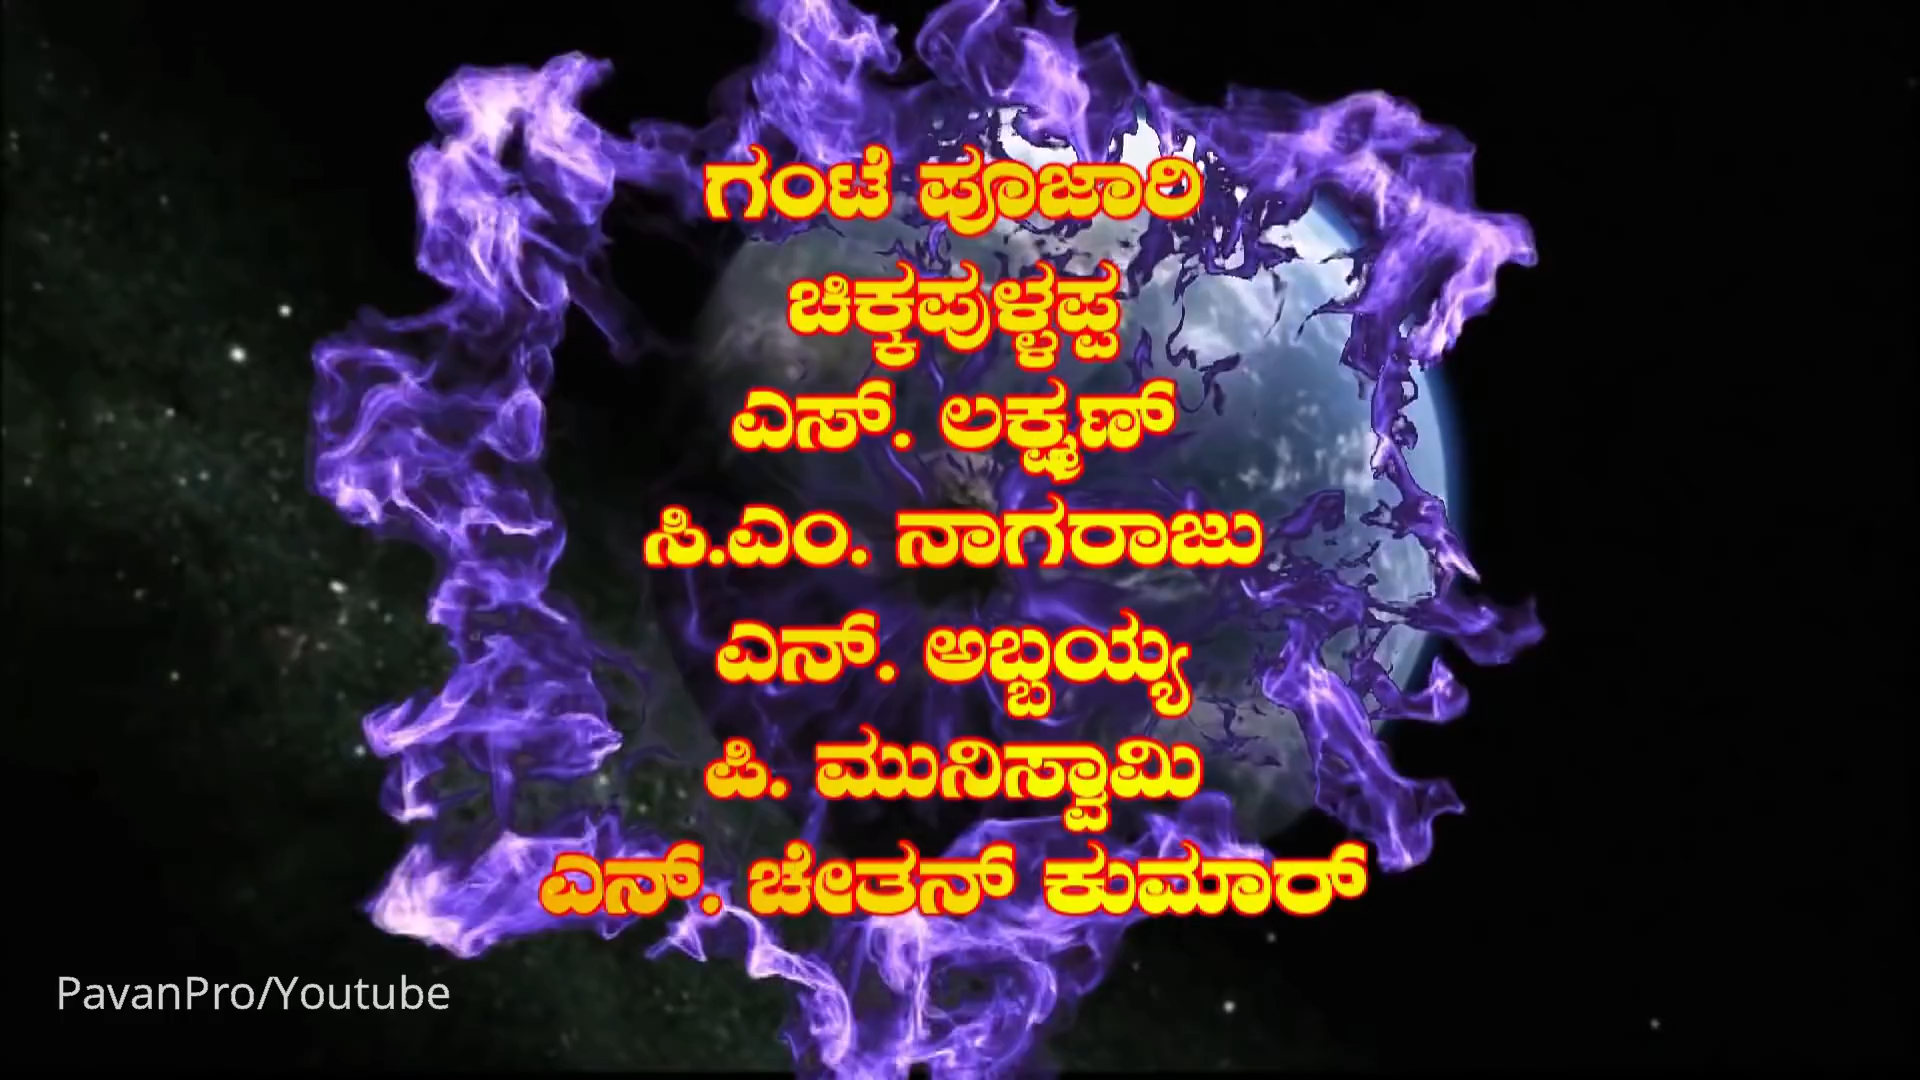 ಗಂಟೆ ಪೂಜಾರಿ
ಚಿಕ್ಕಪುಳ್ಳಪ್ಪ
ಎಸ್. ಲಕ್ಷ್ಮಣ್
ಸಿ.ಎಂ. ನಾಗರಾಜು
ಎನ್. ಅಬ್ಬಯ್ಯ
ಪಿ. ಮುನಿಸ್ವಾಮಿ
ಎನ್. ಚೇತನ್ ಕುಮಾರ್
PavanPro/Youtube